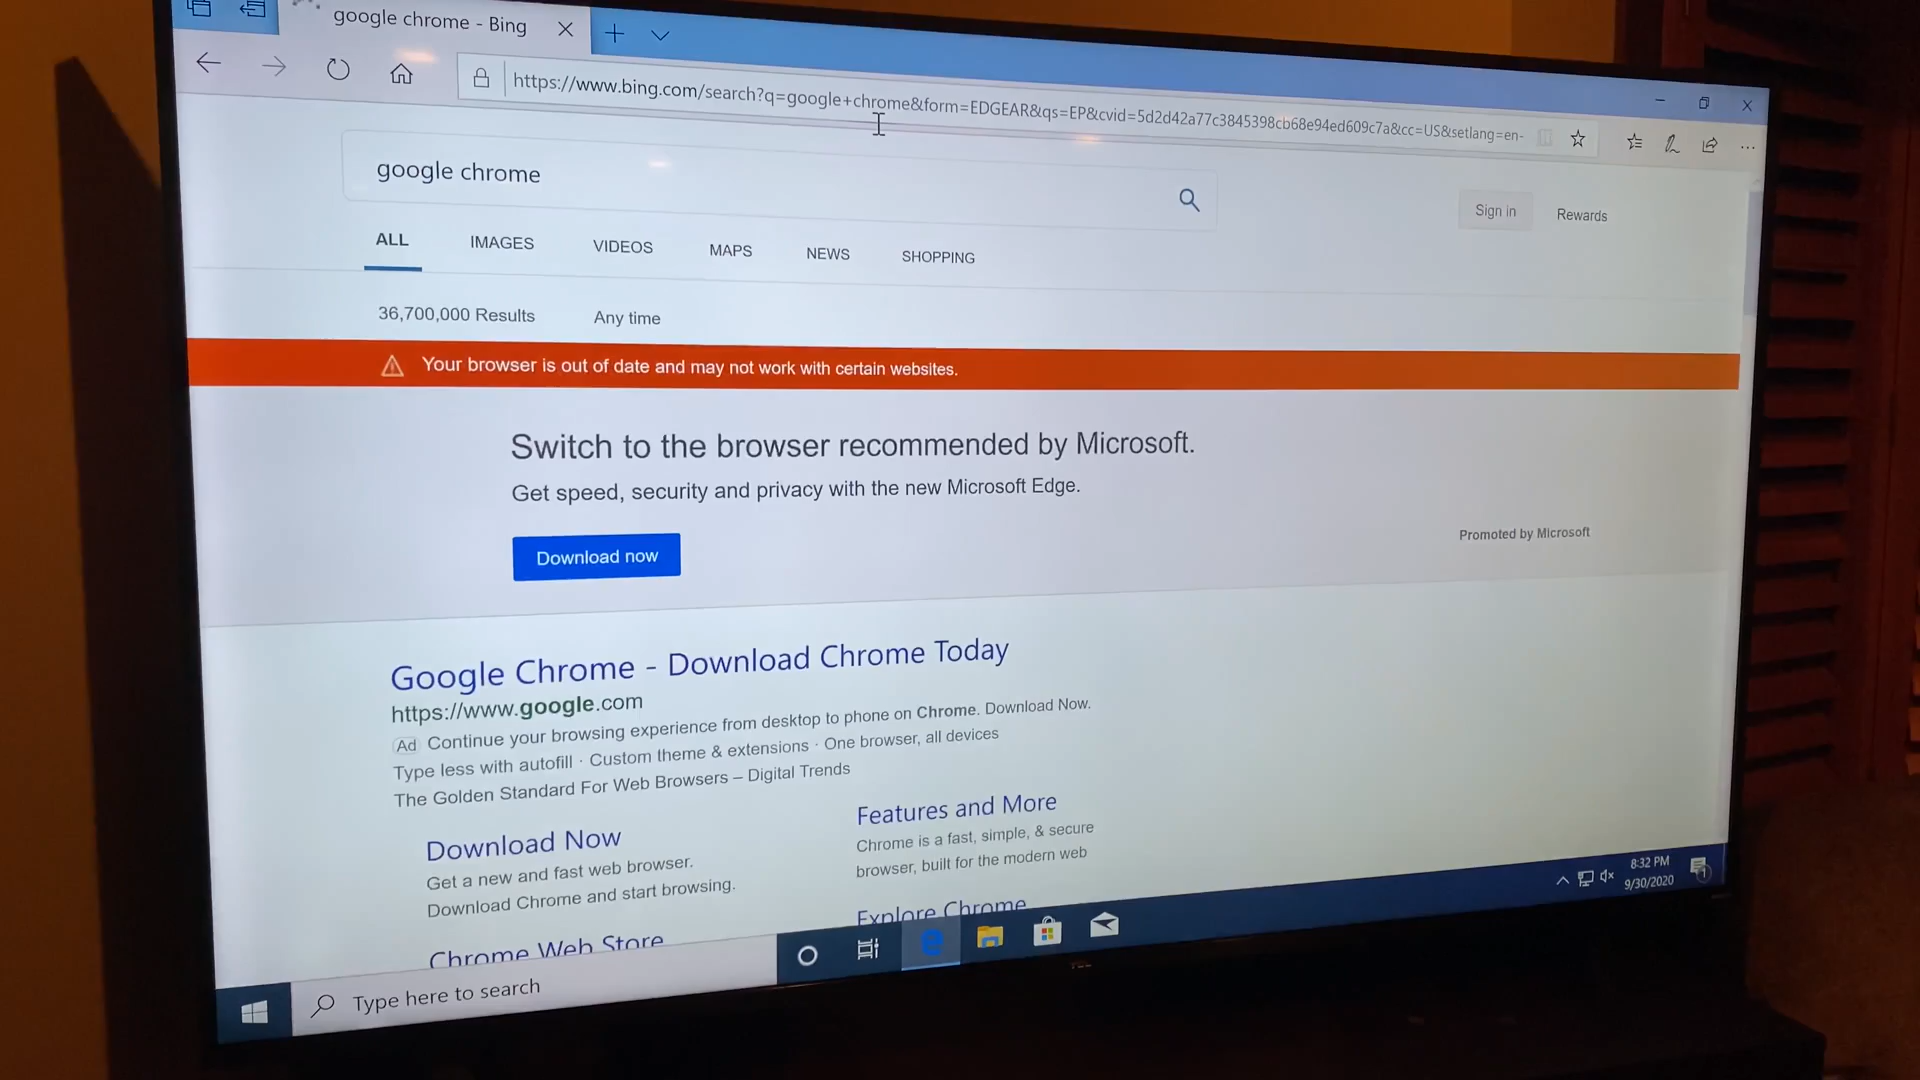 google chrome - Bing
https://www.bing.com/search?q=google+chrome&form=EDGEAR&qs=EP&cvid=5d2d42a77c3845398cb68e94ed609c7a&cc=US&setlang=en-
google chrome
Sign in
Rewards
ALL
IMAGES
VIDEOS
MAPS
NEWS
SHOPPING
36,700,000 Results
Any time
Your browser is out of date and may not work with certain websites.
Switch to the browser recommended by Microsoft.
Get speed, security and privacy with the new Microsoft Edge.
Promoted by Microsoft
Download now
Google Chrome - Download Chrome Today
https://www.google.com
Ad Continue your browsing experience from desktop to phone on Chrome. Download Now.
Type less with autofill · Custom theme & extensions · One browser, all devices
The Golden Standard For Web Browsers – Digital Trends
Download Now
Get a new and fast web browser.
Download Chrome and start browsing.
Features and More
Chrome is a fast, simple, & secure
browser, built for the modern web
Chrome Web Store
Explore Chrome
Type here to search
8:32 PM
9/30/2020
1
TCL